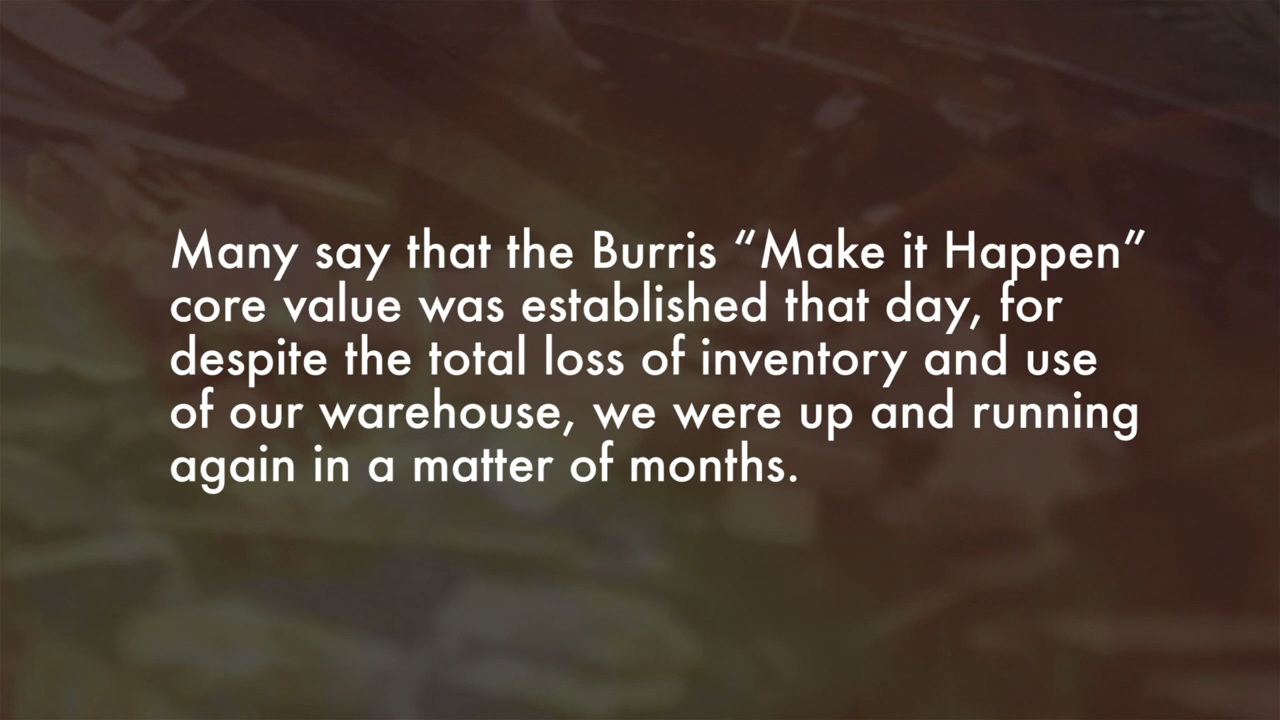 Many say that the Burris “Make it Happen”
core value was established that day, for
despite the total loss of inventory and use
of our warehouse, we were up and running
again in a matter of months.